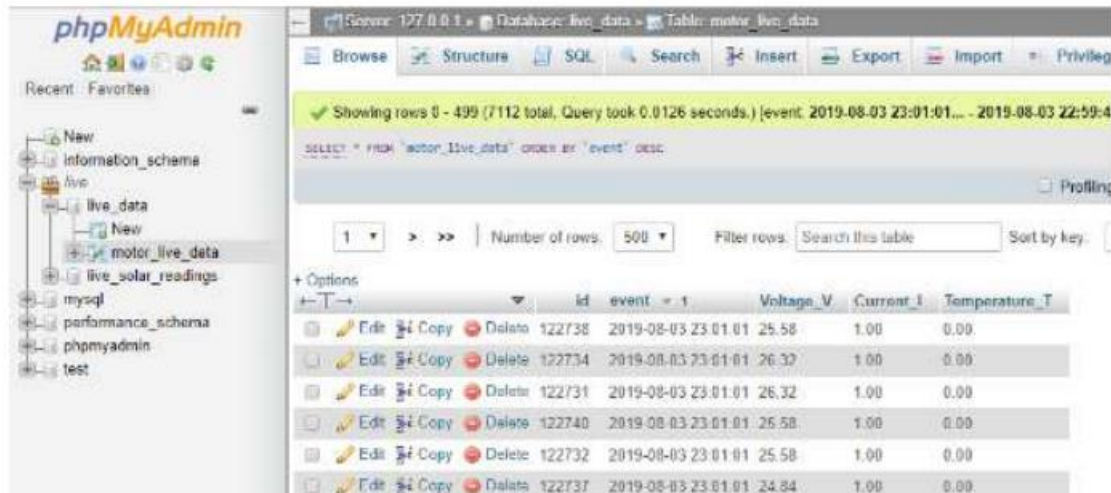 phpMyAdmin
Recent Favorites
New
information_schema
live
live_data
New
motor_live_data
live_solar_readings
mysql
performance_schema
phpmyadmin
test
Server: 127.0.0.1 » Database: live_data » Table: motor_live_data
Browse Structure SQL Search Insert Export Import Privileg
Showing rows 0 - 499 (7112 total, Query took 0.0126 seconds.) [event: 2019-08-03 23:01:01... - 2019-08-03 22:59:4
SELECT * FROM `motor_live_data` ORDER BY `event` DESC
Profiling
1 > >> Number of rows: 500 Filter rows: Search this table Sort by key:
+ Options
←T→ id event 1 Voltage_V Current_I Temperature_T
Edit Copy Delete 122738 2019-08-03 23:01:01 25.58 1.00 0.00
Edit Copy Delete 122734 2019-08-03 23:01:01 26.32 1.00 0.00
Edit Copy Delete 122731 2019-08-03 23:01:01 26.32 1.00 0.00
Edit Copy Delete 122740 2019-08-03 23:01:01 1.00 0.00
Edit Copy Delete 122732 2019-08-03 23:01:01 25.58 1.00 0.00
Edit Copy Delete 122737 2019-08-03 23:01:01 24.84 1.00 0.00